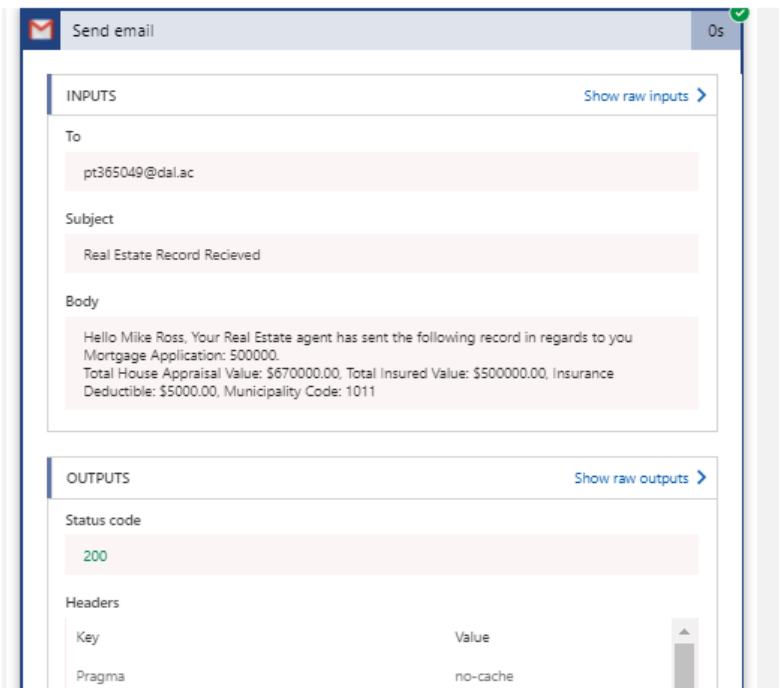 Send email
0s
INPUTS
Show raw inputs
To
pt365049@dal.ac
Subject
Real Estate Record Recieved
Body
Hello Mike Ross, Your Real Estate agent has sent the following record in regards to you
Mortgage Application: 500000.
Total House Appraisal Value: $670000.00, Total Insured Value: $500000.00, Insurance
Deductible: $5000.00, Municipality Code: 1011
OUTPUTS
Show raw outputs
Status code
200
Headers
Key
Value
Pragma
no-cache